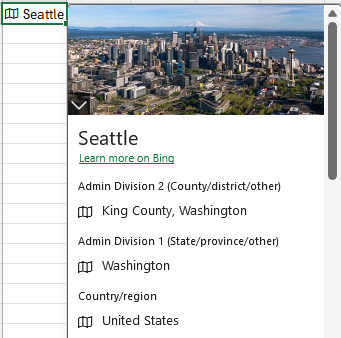 Seattle
Seattle
Learn more on Bing
Admin Division 2 (County/district/other)
King County, Washington
Admin Division 1 (State/province/other)
Washington
Country/region
United States